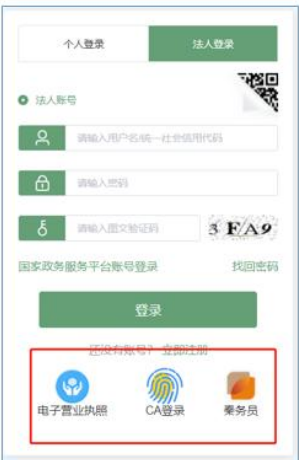 个人登录 法人登录
法人账号
请输入用户名/统一社会信用代码
请输入密码
请输入图文验证码 3 F/A9
国家政务服务平台账号登录 找回密码
登录
还没有账号? 立即注册
电子营业执照 CA登录 秦务员